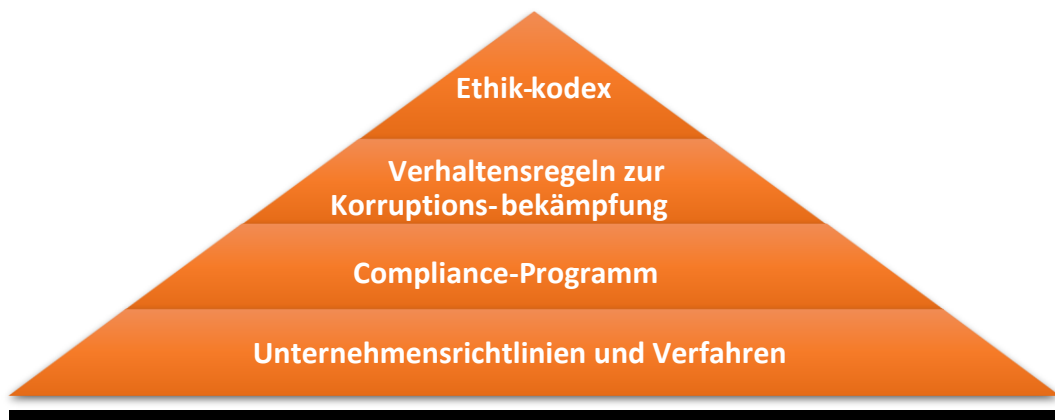 Ethik-kodex
Verhaltensregeln zur
Korruptions-bekämpfung
Compliance-Programm
Unternehmensrichtlinien und Verfahren